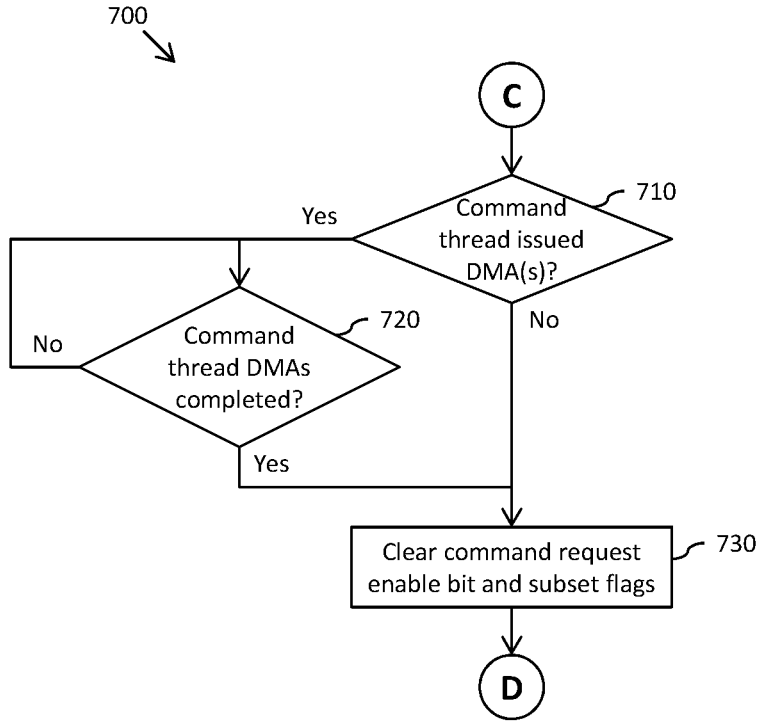 700
C
710
Yes
Command
thread issued
DMA(s)?
No
720
No
Command
thread DMAs
completed?
Yes
730
Clear command request
enable bit and subset flags
D